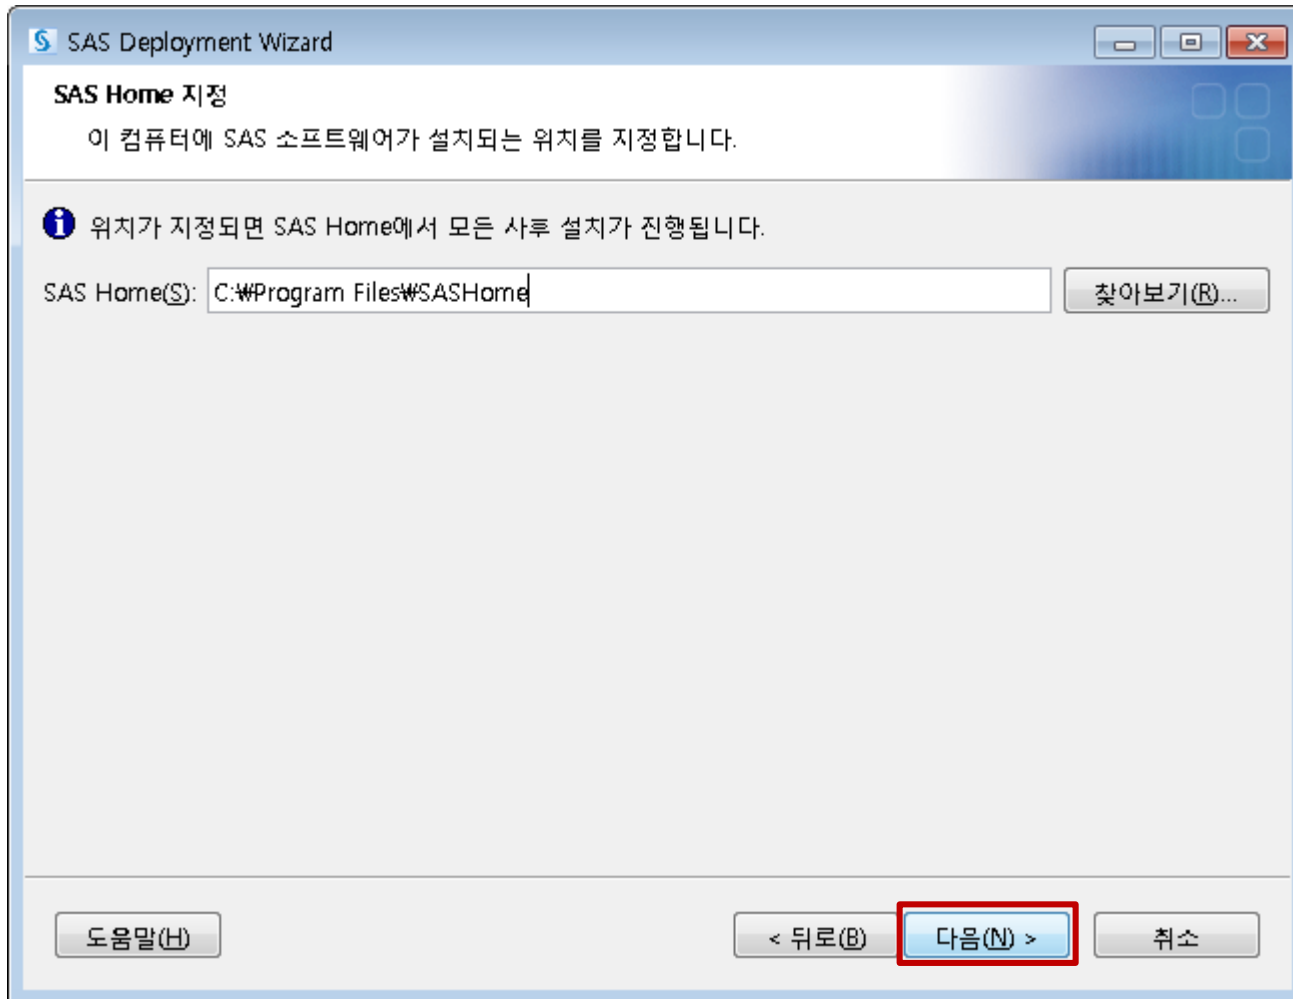 SAS Deployment Wizard
SAS Home 지정
이 컴퓨터에 SAS 소프트웨어가 설치되는 위치를 지정합니다.
위치가 지정되면 SAS Home에서 모든 사후 설치가 진행됩니다.
SAS Home(S): C:₩Program Files₩SASHome 찾아보기(R)...
도움말(H) < 뒤로(B) 다음(N) > 취소